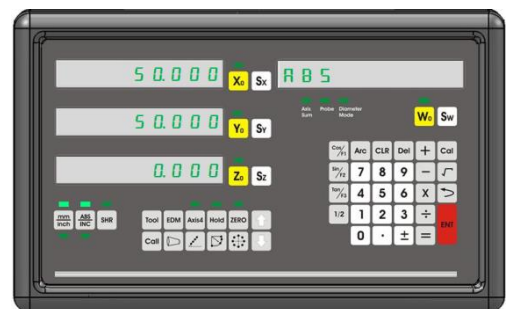 50.000 X₀ Sx
ABS
50.000 Y₀ Sy
0.000 Z₀ Sz
Axis Sum Probe Diameter Mode
W₀ Sw
mm inch ABS INC SHR
Tool EDM Axis4 Hold ZERO
Call
Cos/F1 Arc CLR Del + Cal
Sin/F2 7 8 9 − √
Tan/F3 4 5 6 X
1/2 1 2 3 ÷ ENT
0 · ± =